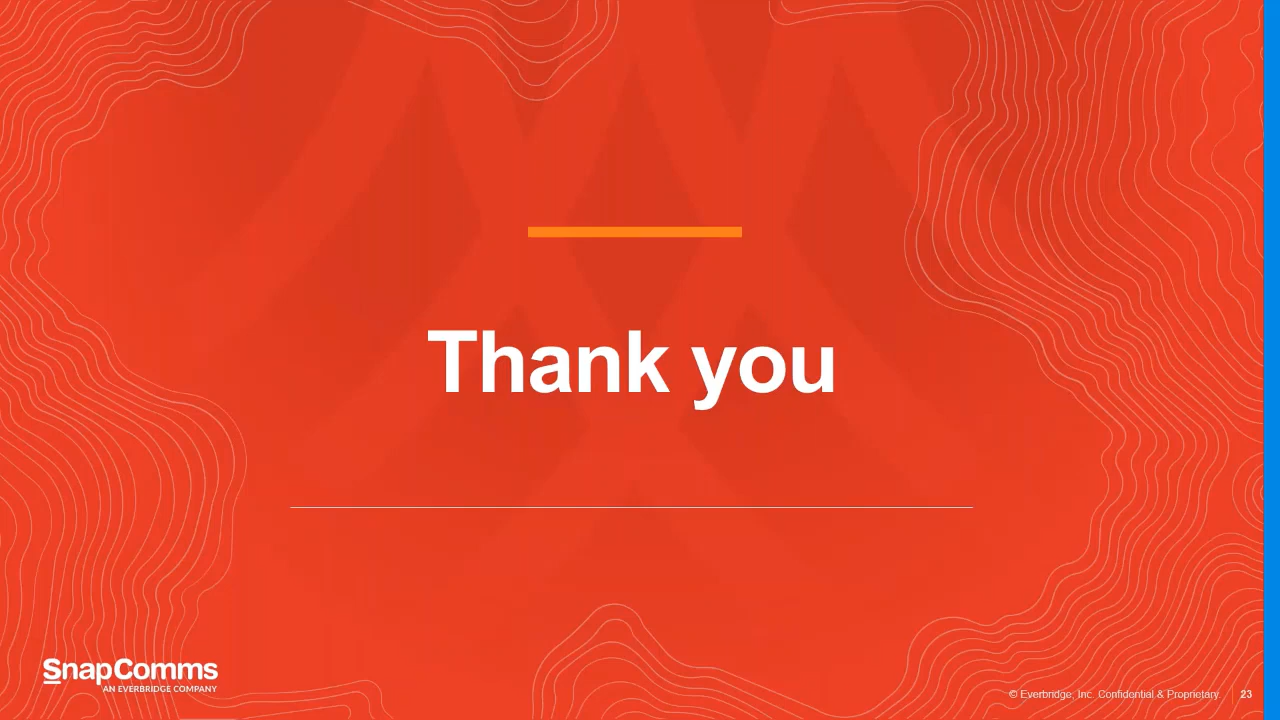 Thank you
SnapComms
AN EVERBRIDGE COMPANY
© Everbridge, Inc. Confidential & Proprietary. 23